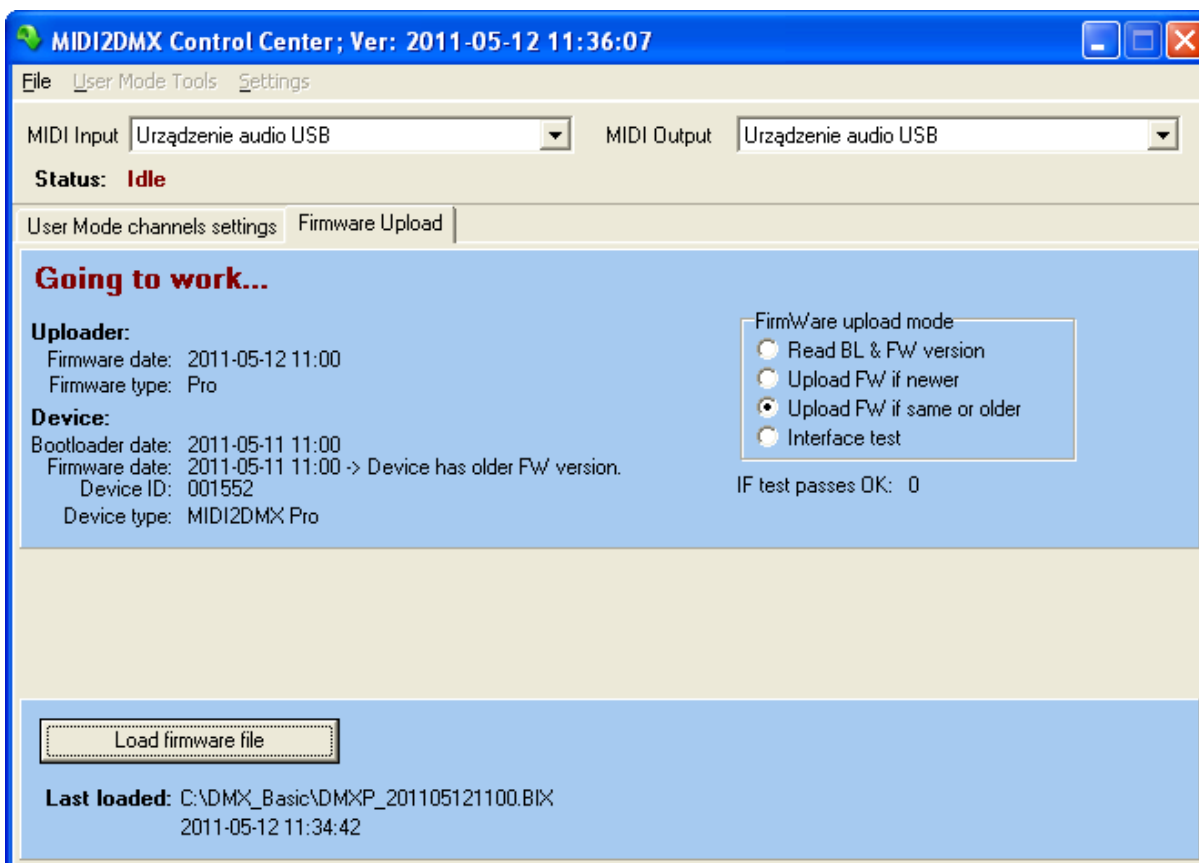 MIDI2DMX Control Center; Ver: 2011-05-12 11:36:07
File User Mode Tools Settings
MIDI Input Urządzenie audio USB MIDI Output Urządzenie audio USB
Status: Idle
User Mode channels settings Firmware Upload
Going to work...
Uploader:
Firmware date: 2011-05-12 11:00
Firmware type: Pro
Device:
Bootloader date: 2011-05-11 11:00
Firmware date: 2011-05-11 11:00 -> Device has older FW version.
Device ID: 001552
Device type: MIDI2DMX Pro
FirmWare upload mode
Read BL & FW version
Upload FW if newer
Upload FW if same or older
Interface test
IF test passes OK: 0
Load firmware file
Last loaded: C:\DMX_Basic\DMXP_201105121100.BIX
2011-05-12 11:34:42